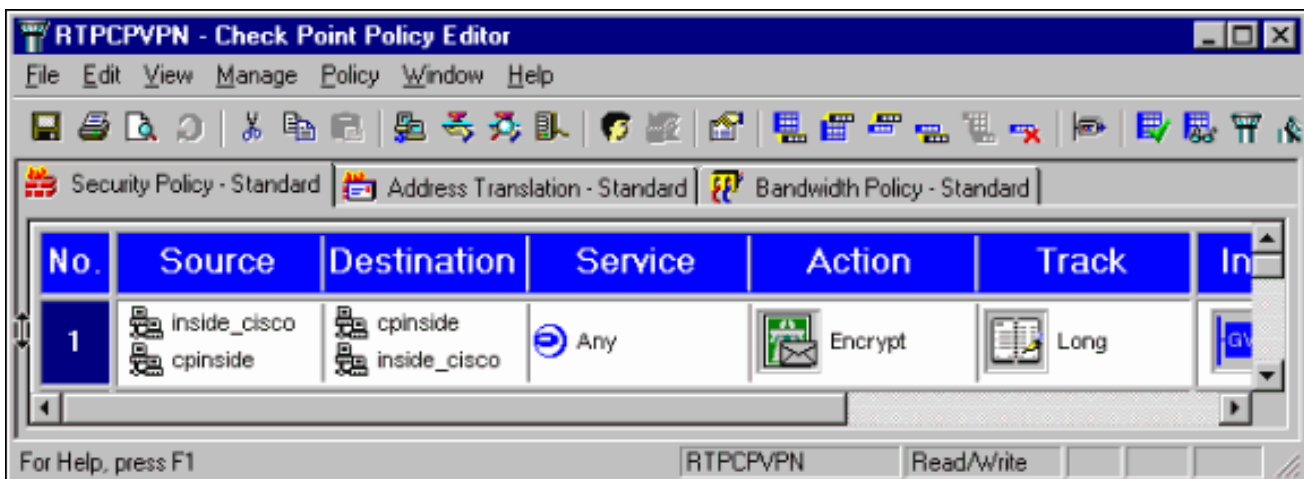 RTPCPVPN - Check Point Policy Editor
File Edit View Manage Policy Window Help
Security Policy - Standard Address Translation - Standard Bandwidth Policy - Standard
No. Source Destination Service Action Track In
1 inside_cisco cpinside Any Encrypt Long
cpinside inside_cisco
For Help, press F1 RTPCPVPN Read/Write